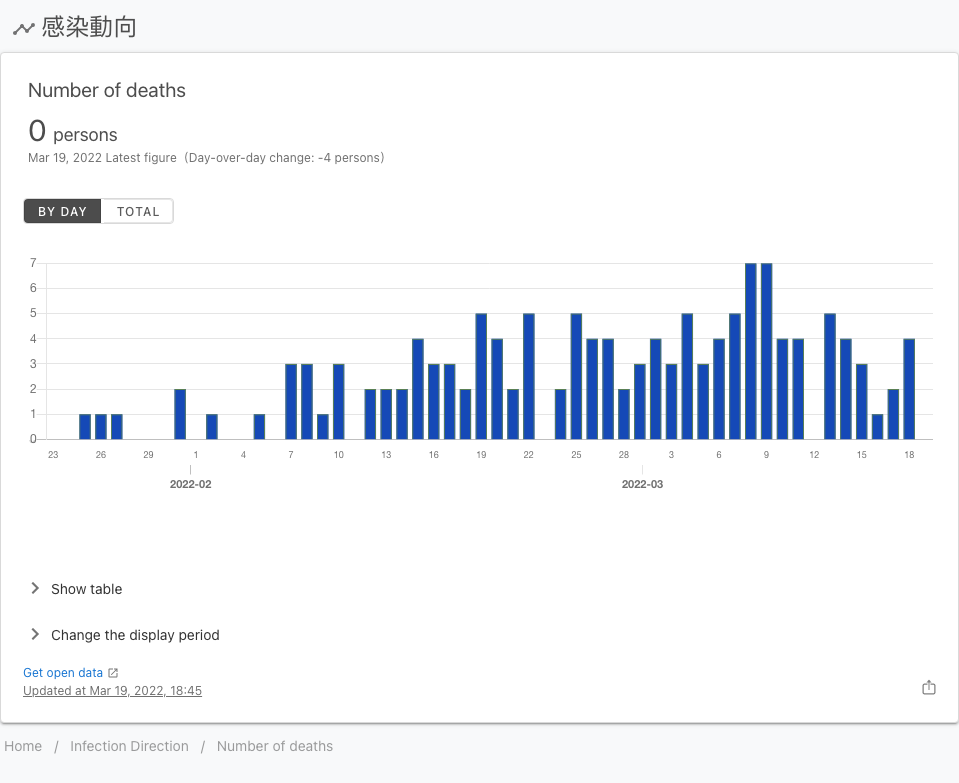 感染動向
Number of deaths
0 persons
Mar 19, 2022 Latest figure (Day-over-day change: -4 persons)
BY DAY TOTAL
7
6
5
4
3
2
1
0
23 26 29 1 4 7 10 13 16 19 22 25 28 3 6 9 12 15 18
2022-02 2022-03
Show table
Change the display period
Get open data
Updated at Mar 19, 2022, 18:45
Home / Infection Direction / Number of deaths